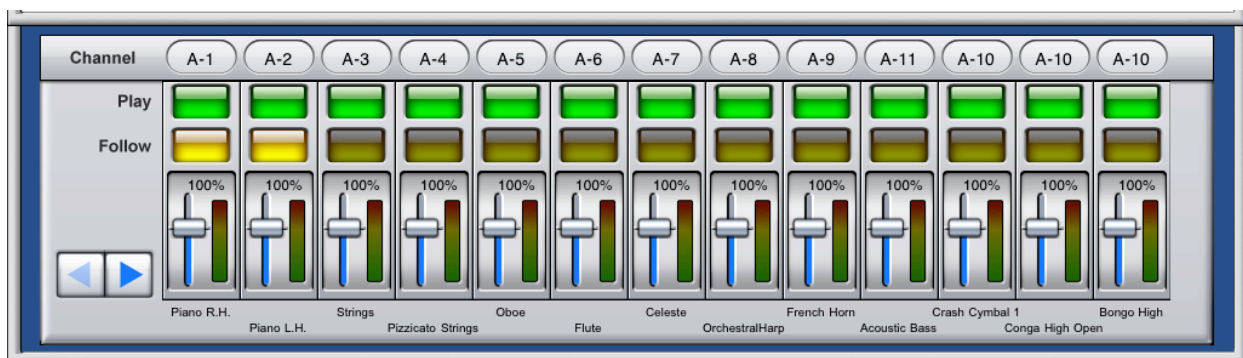 Channel A-1 A-2 A-3 A-4 A-5 A-6 A-7 A-8 A-9 A-11 A-10 A-10 A-10
Play
Follow
100% 100% 100% 100% 100% 100% 100% 100% 100% 100% 100% 100% 100%
Piano R.H. Strings Oboe Celeste French Horn Crash Cymbal 1 Bongo High
Piano L.H. Pizzicato Strings Flute OrchestralHarp Acoustic Bass Conga High Open